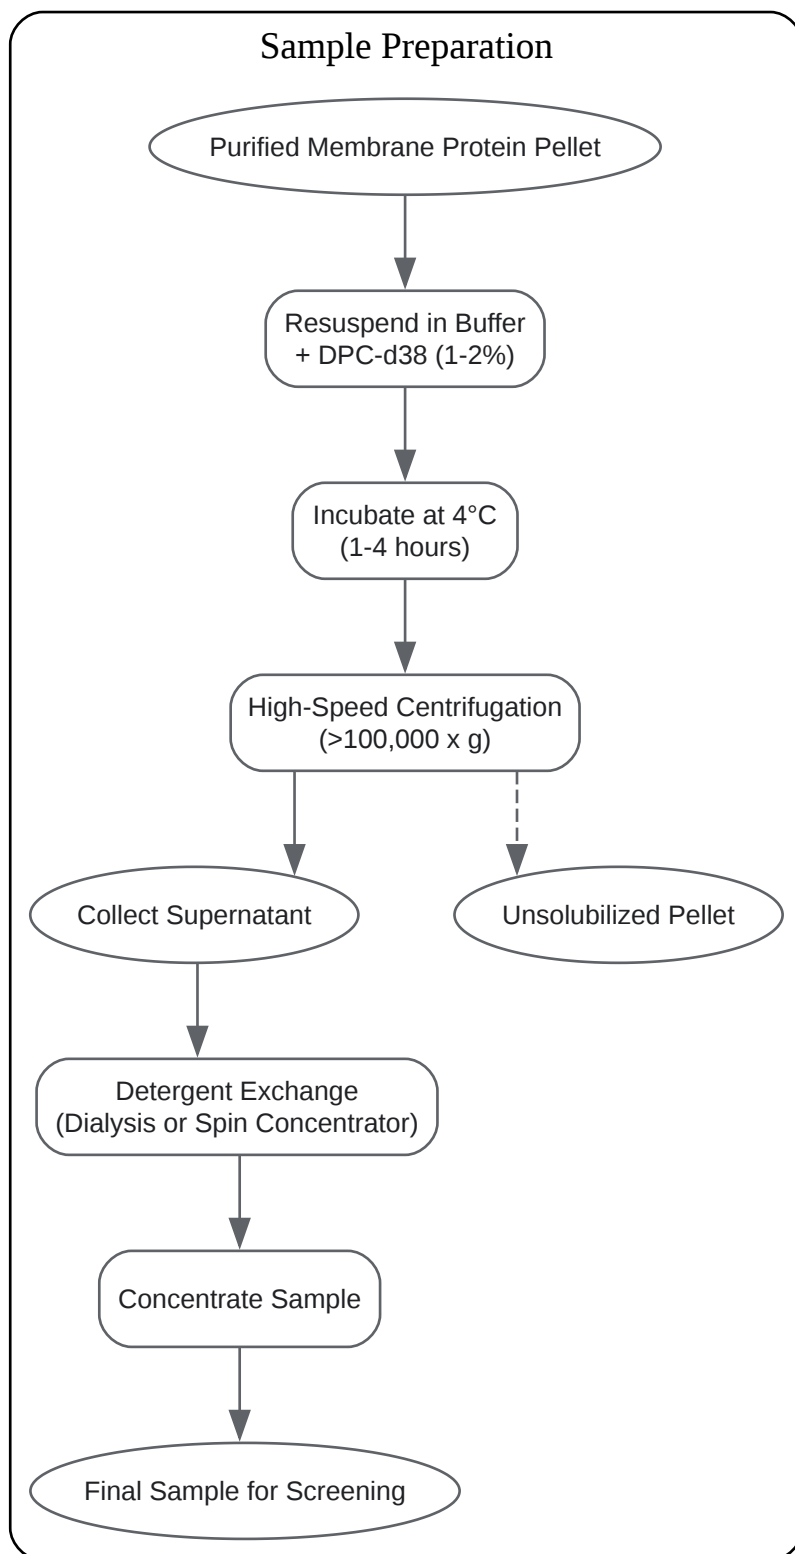 Sample Preparation
Purified Membrane Protein Pellet
Resuspend in Buffer
+ DPC-d38 (1-2%)
Incubate at 4°C
(1-4 hours)
High-Speed Centrifugation
(>100,000 x g)
Collect Supernatant
Unsolubilized Pellet
Detergent Exchange
(Dialysis or Spin Concentrator)
Concentrate Sample
Final Sample for Screening